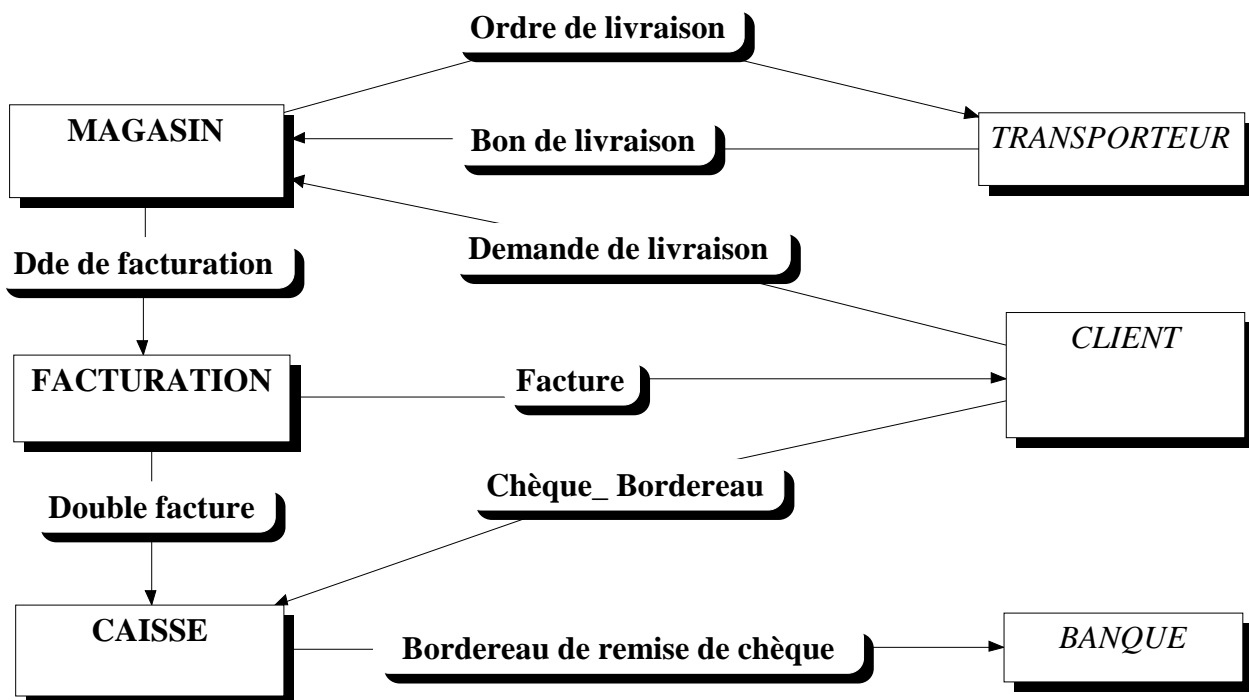 Ordre de livraison
MAGASIN
Bon de livraison
TRANSPORTEUR
Dde de facturation
Demande de livraison
CLIENT
FACTURATION
Facture
Chèque_ Bordereau
Double facture
CAISSE
Bordereau de remise de chèque
BANQUE